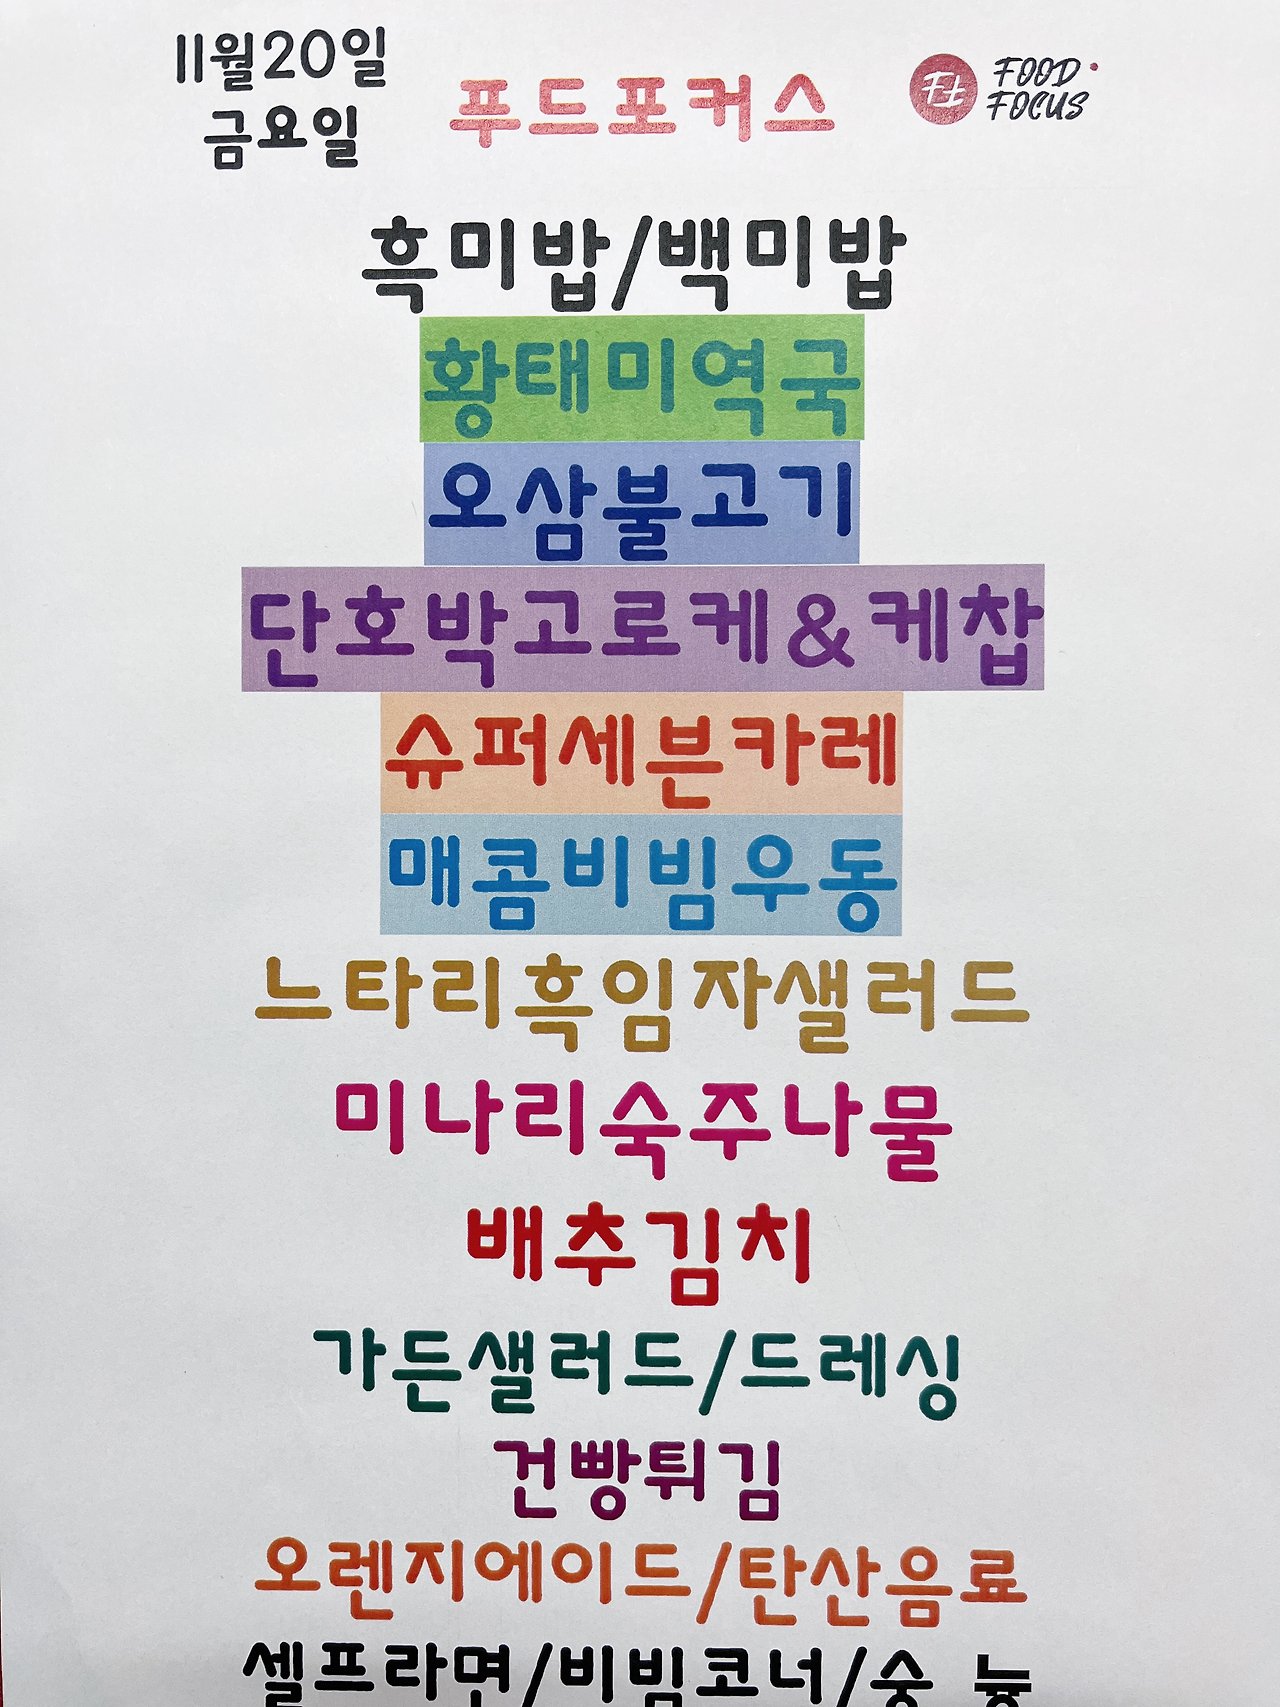 11월20일
금요일
푸드포커스
FOOD
FOCUS
흑미밥/백미밥
황태미역국
오삼불고기
단호박고로케&케찹
슈퍼세븐카레
매콤비빔우동
느타리흑임자샐러드
미나리숙주나물
배추김치
가든샐러드/드레싱
건빵튀김
오렌지에이드/탄산음료
셀프라면/비빔코너/숭 늉